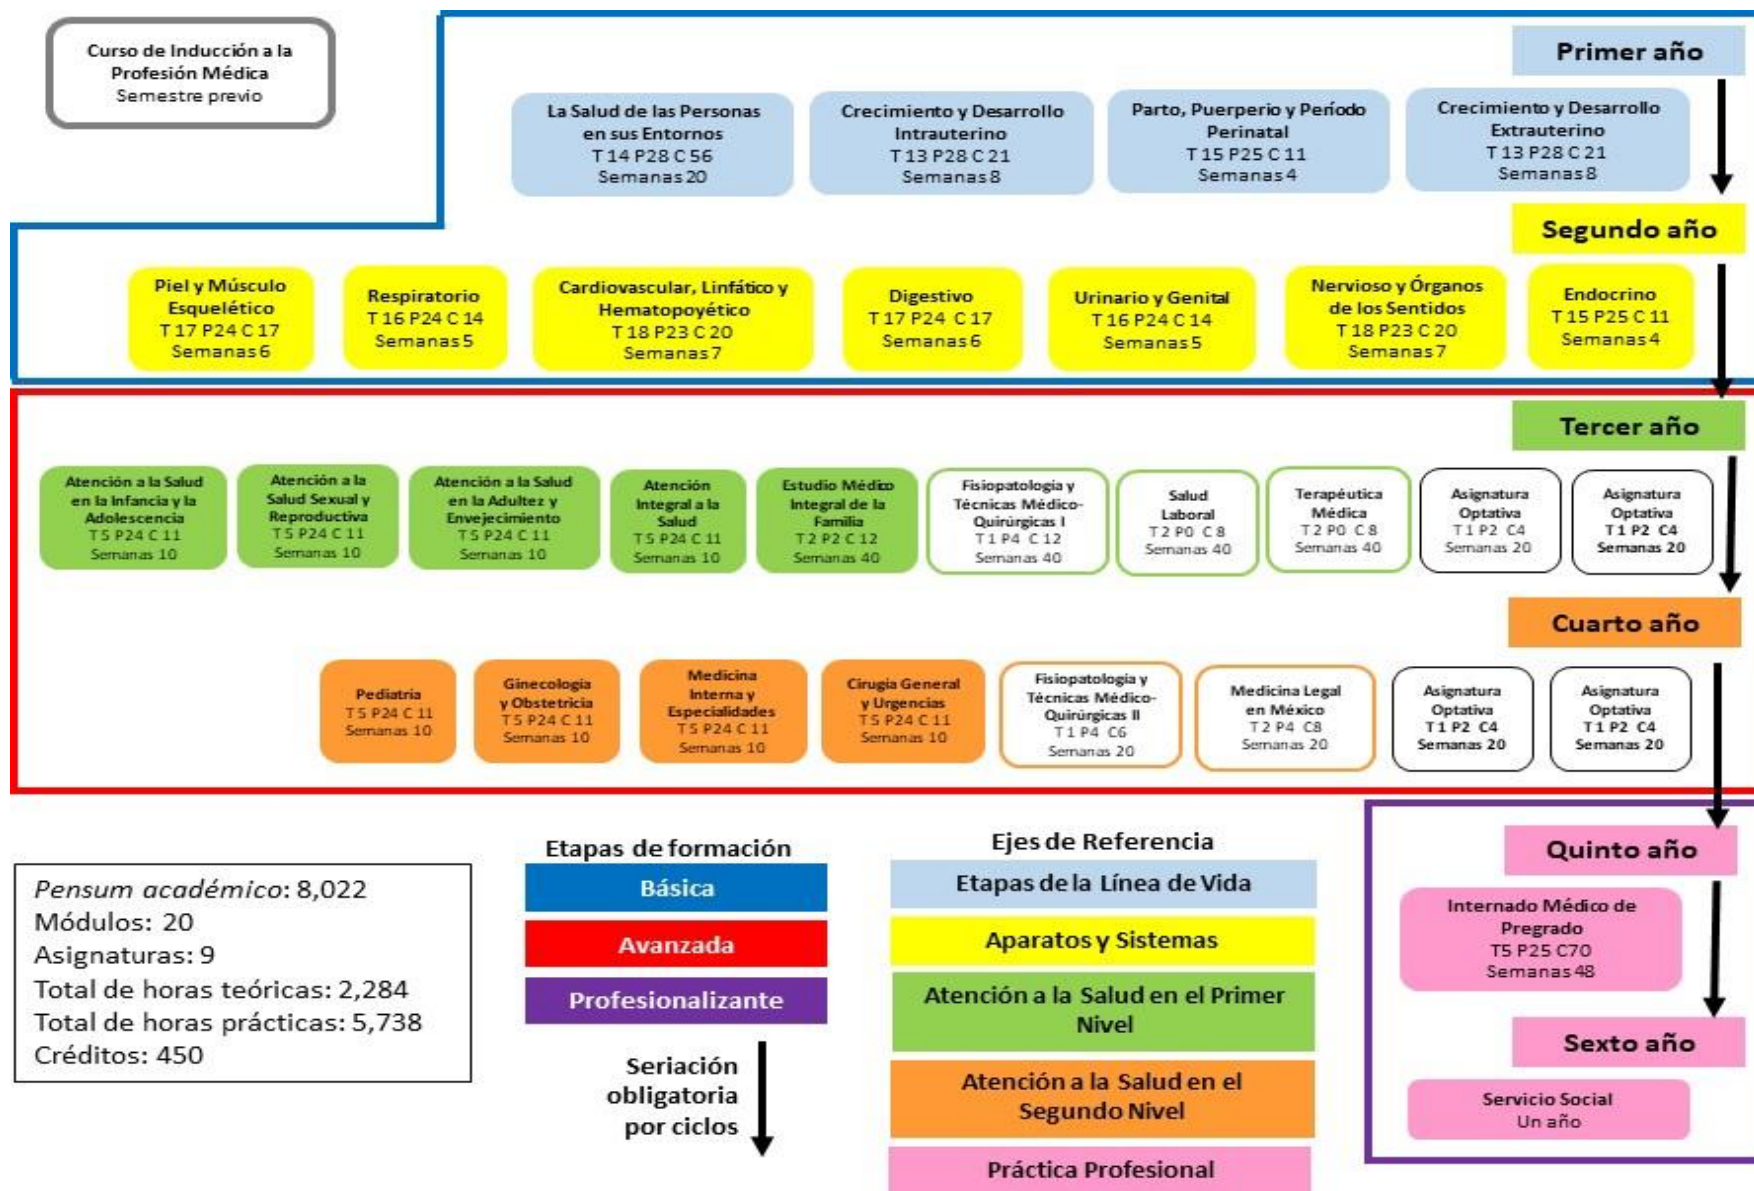 Curso de Inducción a la
Profesión Médica
Semestre previo
Primer año
La Salud de las Personas
en sus Entornos
T 14 P28 C 56
Semanas 20
Crecimiento y Desarrollo
Intrauterino
T 13 P28 C 21
Semanas 8
Parto, Puerperio y Período
Perinatal
T 15 P25 C 11
Semanas 4
Crecimiento y Desarrollo
Extrauterino
T 13 P28 C 21
Semanas 8
Segundo año
Piel y Músculo
Esquelético
T 17 P24 C 17
Semanas 6
Respiratorio
T 16 P24 C 14
Semanas 5
Cardiovascular, Linfático y
Hematopoyético
T 18 P23 C 20
Semanas 7
Digestivo
T 17 P24 C 17
Semanas 6
Urinario y Genital
T 16 P24 C 14
Semanas 5
Nervioso y Órganos
de los Sentidos
T 18 P23 C 20
Semanas 7
Endocrino
T 15 P25 C 11
Semanas 4
Tercer año
Atención a la Salud
en la Infancia y la
Adolescencia
T 5 P24 C 11
Semanas 10
Atención a la
Salud Sexual y
Reproductiva
T 5 P24 C 11
Semanas 10
Atención a la Salud
en la Adultez y
Envejecimiento
T 5 P24 C 11
Semanas 10
Atención
Integral a la
Salud
T 5 P24 C 11
Semanas 10
Estudio Médico
Integral de la
Familia
T 2 P2 C 12
Semanas 40
Fisiopatología y
Técnicas Médico-
Quirúrgicas I
T 1 P4 C 12
Semanas 40
Salud
Laboral
T 2 P0 C 8
Semanas 40
Terapéutica
Médica
T 2 P0 C 8
Semanas 40
Asignatura
Optativa
T 1 P2 C4
Semanas 20
Asignatura
Optativa
T 1 P2 C4
Semanas 20
Cuarto año
Pediatría
T 5 P24 C 11
Semanas 10
Ginecología
y Obstetricia
T 5 P24 C 11
Semanas 10
Medicina
Interna y
Especialidades
T 5 P24 C 11
Semanas 10
Cirugía General
y Urgencias
T 5 P24 C 11
Semanas 10
Fisiopatología y
Técnicas Médico-
Quirúrgicas II
T 1 P4 C6
Semanas 20
Medicina Legal
en México
T 2 P4 C8
Semanas 20
Asignatura
Optativa
T 1 P2 C4
Semanas 20
Asignatura
Optativa
T 1 P2 C4
Semanas 20
Pensum académico: 8,022
Módulos: 20
Asignaturas: 9
Total de horas teóricas: 2,284
Total de horas prácticas: 5,738
Créditos: 450
Etapas de formación
Básica
Avanzada
Profesionalizante
Seriación
obligatoria
por ciclos
Ejes de Referencia
Etapas de la Línea de Vida
Aparatos y Sistemas
Atención a la Salud en el Primer
Nivel
Atención a la Salud en el
Segundo Nivel
Práctica Profesional
Quinto año
Internado Médico de
Pregrado
T5 P25 C70
Semanas 48
Sexto año
Servicio Social
Un año